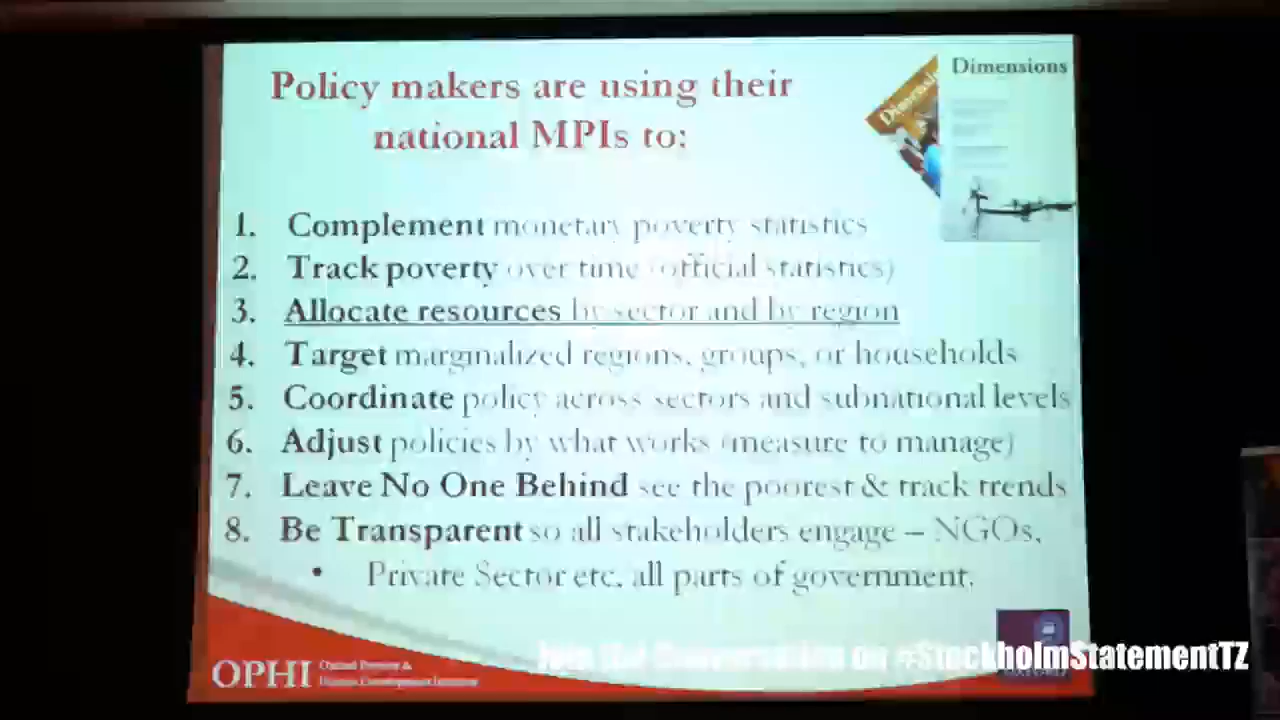 Policy makers are using their
national MPIs to:
Dimensions
Dimensions
1. Complement monetary poverty statistics
2. Track poverty over time (official statistics)
3. Allocate resources by sector and by region
4. Target marginalized regions, groups, or households
5. Coordinate policy across sectors and subnational levels
6. Adjust policies by what works (measure to manage)
7. Leave No One Behind see the poorest & track trends
8. Be Transparent so all stakeholders engage – NGOs,
• Private Sector etc, all parts of government.
OPHI Oxford Poverty &
Human Development Initiative
OXFORD
Join the Conversation on #StockholmStatementTZ